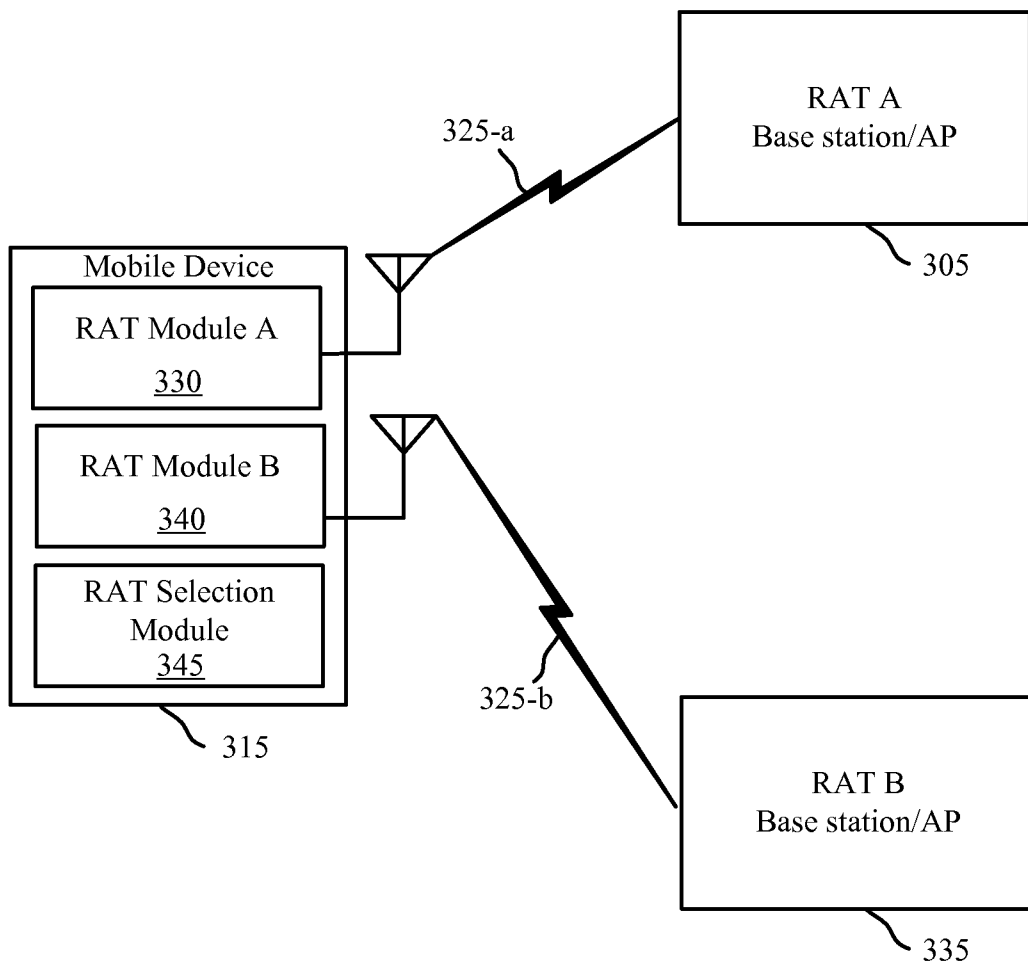 RAT A
Base station/AP
305
325-a
Mobile Device
RAT Module A
330
RAT Module B
340
RAT Selection
Module
345
315
325-b
RAT B
Base station/AP
335